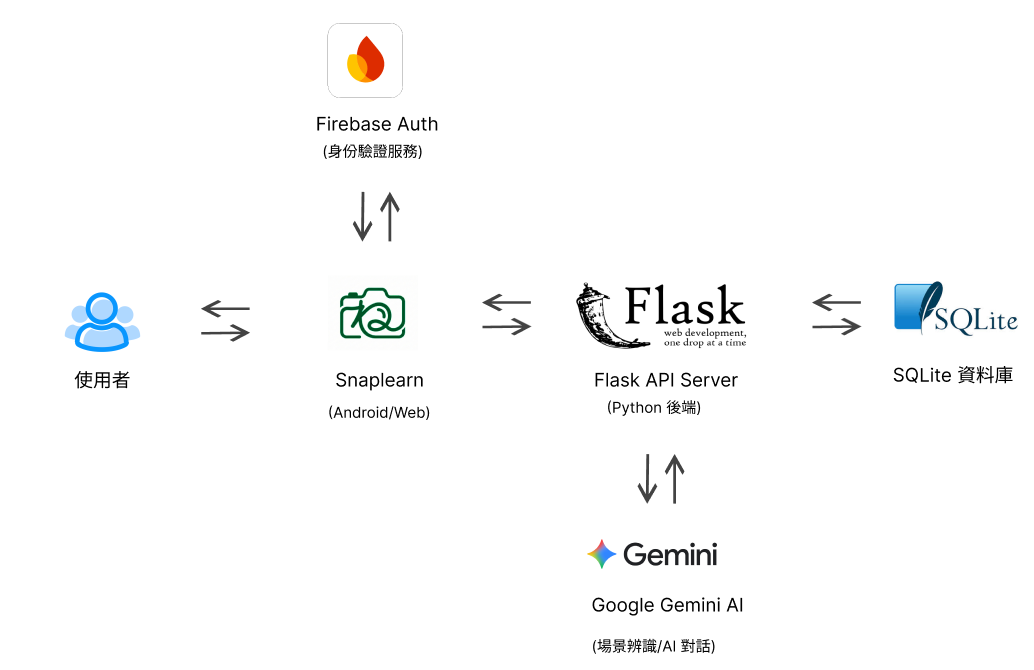 Firebase Auth
(身份驗證服務)
Flask
web development,
one drop at a time
SQLite
使用者
Snaplearn
(Android/Web)
Flask API Server
(Python 後端)
SQLite 資料庫
Gemini
Google Gemini AI
(場景辨識/AI 對話)